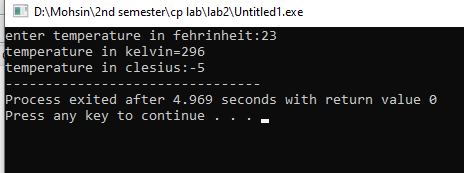 D:\Mohsin\2nd semester\cp lab\lab2\Untitled1.exe
enter temperature in fehrinheit:23
temperature in kelvin=296
temperature in clesius:-5
--------------------------------
Process exited after 4.969 seconds with return value 0
Press any key to continue . . .